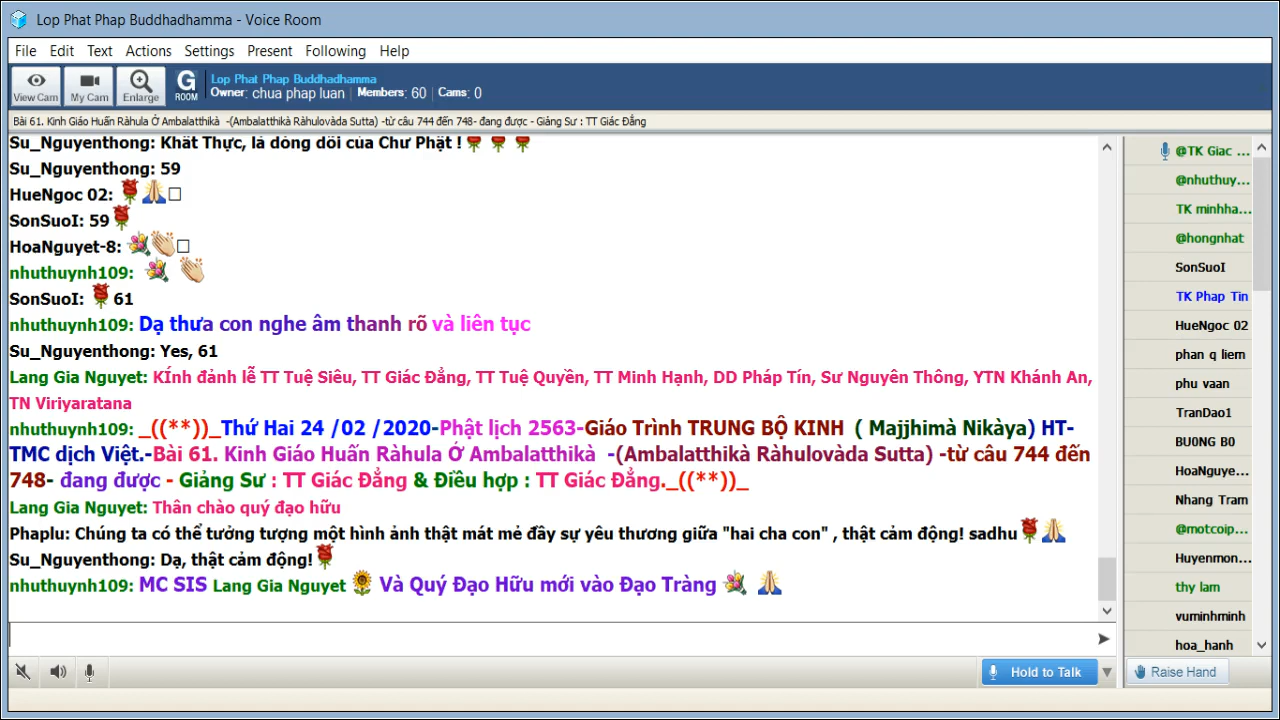 Lop Phat Phap Buddhadhamma - Voice Room
File Edit Text Actions Settings Present Following Help
View Cam My Cam Enlarge G ROOM
Lop Phat Phap Buddhadhamma
Owner: chua phap luan Members: 60 Cams: 0
Bài 61. Kinh Giáo Huấn Ràhula Ở Ambalatthikà -(Ambalatthikà Ràhulovàda Sutta) -từ câu 744 đến 748- đang được - Giảng Sư : TT Giác Đẳng
Su_Nguyenthong: Khất Thực, là dòng dõi của Chư Phật !
Su_Nguyenthong: 59
HueNgoc 02:
SonSuoI: 59
HoaNguyet-8:
nhuthuynh109:
SonSuoI: 61
nhuthuynh109: Dạ thưa con nghe âm thanh rõ và liên tục
Su_Nguyenthong: Yes, 61
Lang Gia Nguyet: KÍnh đảnh lễ TT Tuệ Siêu, TT Giác Đẳng, TT Tuệ Quyền, TT Minh Hạnh, DD Pháp Tín, Sư Nguyên Thông, YTN Khánh An,
TN Viriyaratana
nhuthuynh109: _((**))_Thứ Hai 24 /02 /2020-Phật lịch 2563-Giáo Trình TRUNG BỘ KINH ( Majjhimà Nikàya) HT-
TMC dịch Việt.-Bài 61. Kinh Giáo Huấn Ràhula Ở Ambalatthikà -(Ambalatthikà Ràhulovàda Sutta) -từ câu 744 đến
748- đang được - Giảng Sư : TT Giác Đẳng & Điều hợp : TT Giác Đẳng._((**))_
Lang Gia Nguyet: Thân chào quý đạo hữu
Phaplu: Chúng ta có thể tưởng tượng một hình ảnh thật mát mẻ đầy sự yêu thương giữa "hai cha con" , thật cảm động! sadhu
Su_Nguyenthong: Dạ, thật cảm động!
nhuthuynh109: MC SIS Lang Gia Nguyet Và Quý Đạo Hữu mới vào Đạo Tràng
@TK Giac ...
@nhuthuy...
TK minhha...
@hongnhat
SonSuoI
TK Phap Tin
HueNgoc 02
phan q liem
phu vaan
TranDao1
BU0NG B0
HoaNguye...
Nhang Tram
@motcoip...
Huyenmon...
thy lam
vuminhminh
hoa_hanh
Hold to Talk
Raise Hand